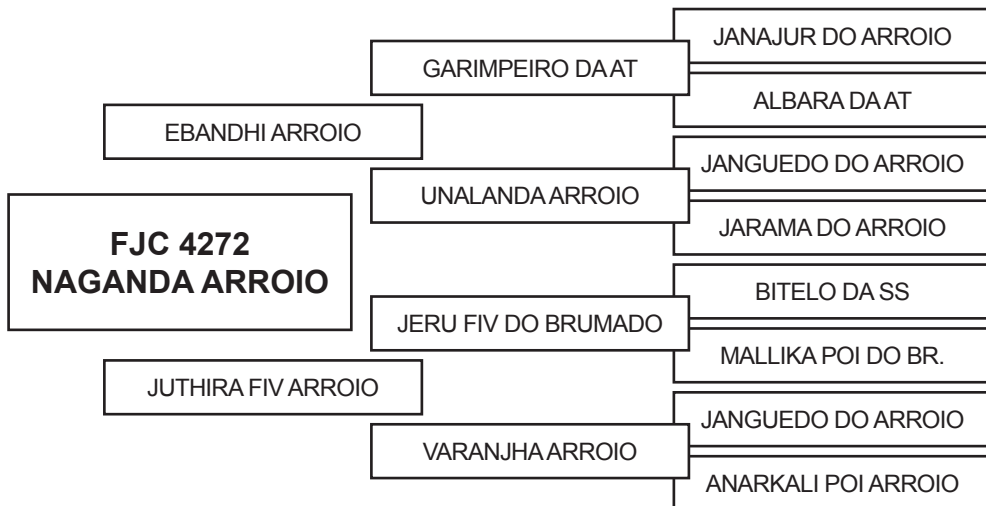 JANAJUR DO ARROIO
GARIMPEIRO DA AT
ALBARA DA AT
EBANDHI ARROIO
JANGUEDO DO ARROIO
UNALANDA ARROIO
JARAMA DO ARROIO
FJC 4272
NAGANDA ARROIO
BITELO DA SS
JERU FIV DO BRUMADO
MALLIKA POI DO BR.
JUTHIRA FIV ARROIO
JANGUEDO DO ARROIO
VARANJHA ARROIO
ANARKALI POI ARROIO